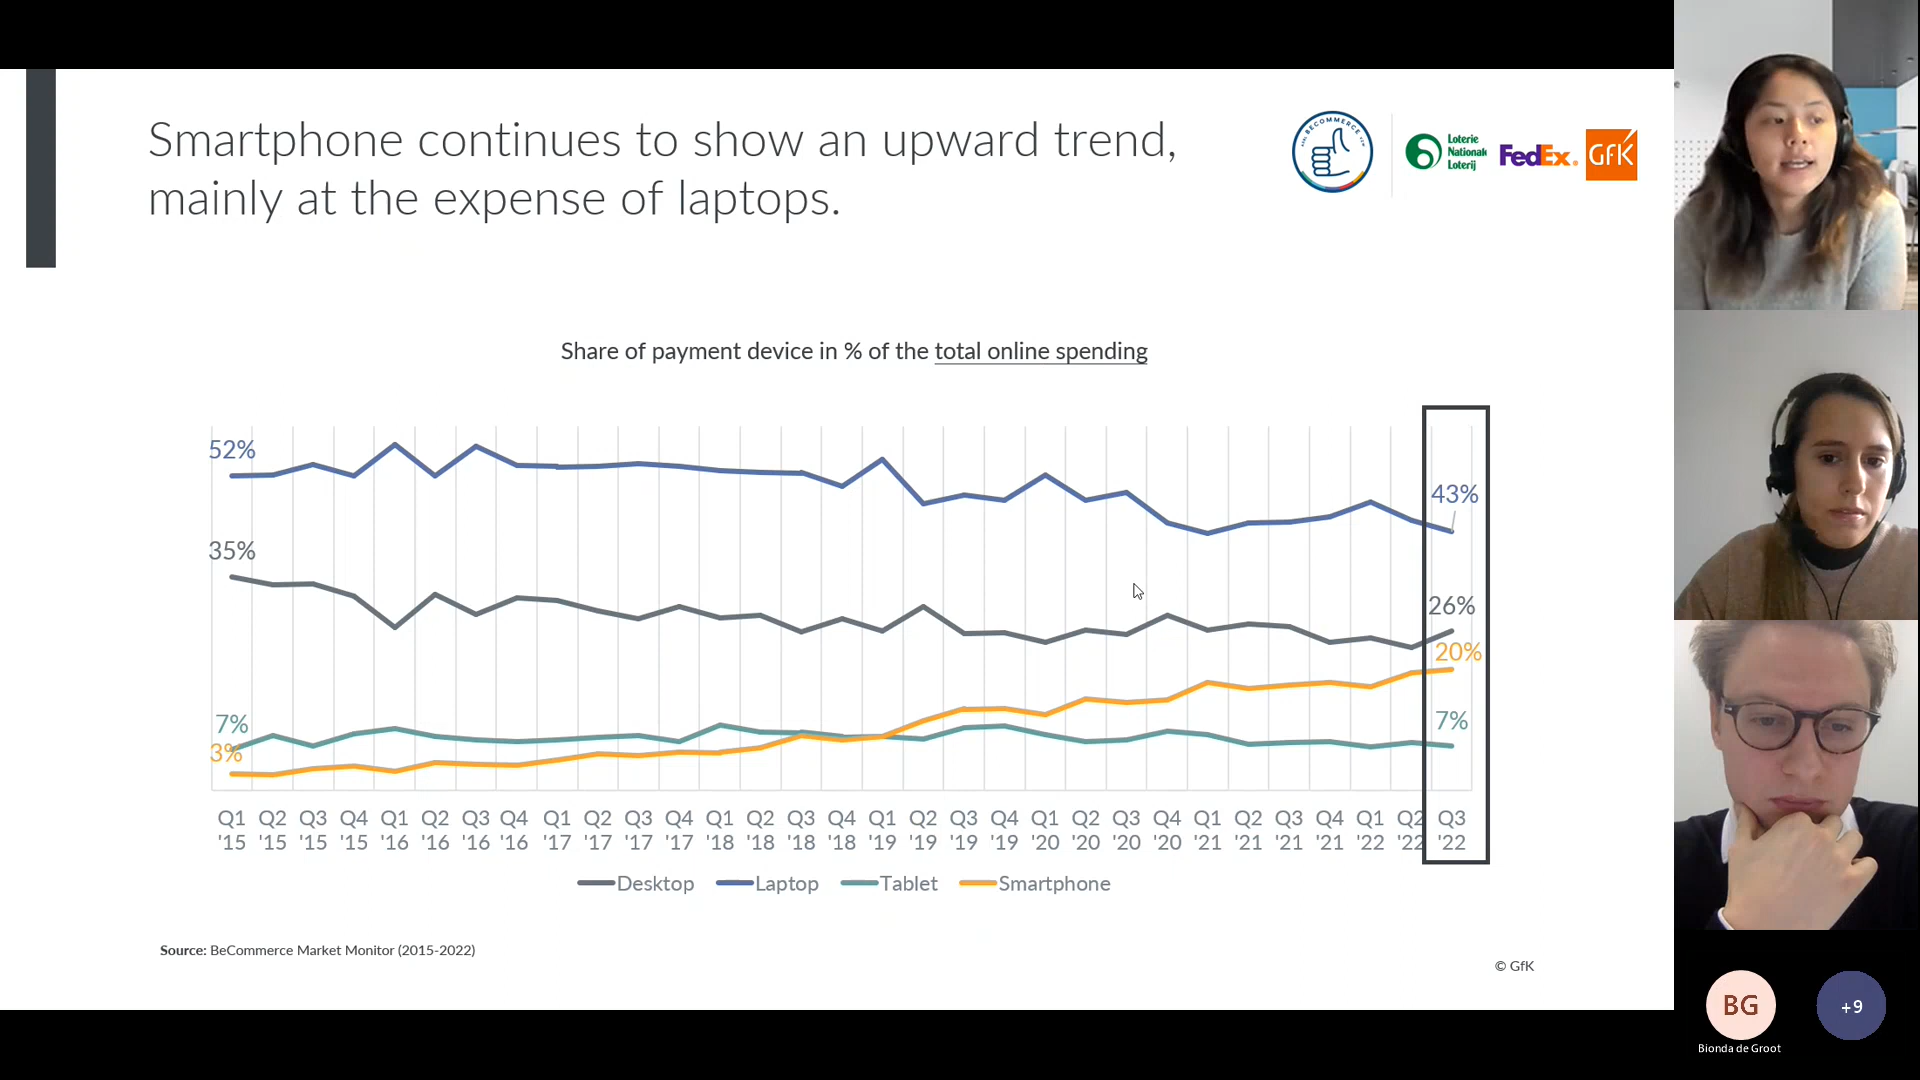 Smartphone continues to show an upward trend,
mainly at the expense of laptops.
BECOMMERCE
Loterie
Nationale
Loterij
FedEx.
GfK
Share of payment device in % of the total online spending
52%
35%
7%
3%
43%
26%
20%
7%
Q1 Q2 Q3 Q4 Q1 Q2 Q3 Q4 Q1 Q2 Q3 Q4 Q1 Q2 Q3 Q4 Q1 Q2 Q3 Q4 Q1 Q2 Q3 Q4 Q1 Q2 Q3 Q4 Q1 Q2 Q3
'15 '15 '15 '15 '16 '16 '16 '16 '17 '17 '17 '17 '18 '18 '18 '18 '19 '19 '19 '19 '20 '20 '20 '20 '21 '21 '21 '21 '22 '22 '22
Desktop Laptop Tablet Smartphone
Source: BeCommerce Market Monitor (2015-2022)
© GfK
BG
+9
Bionda de Groot